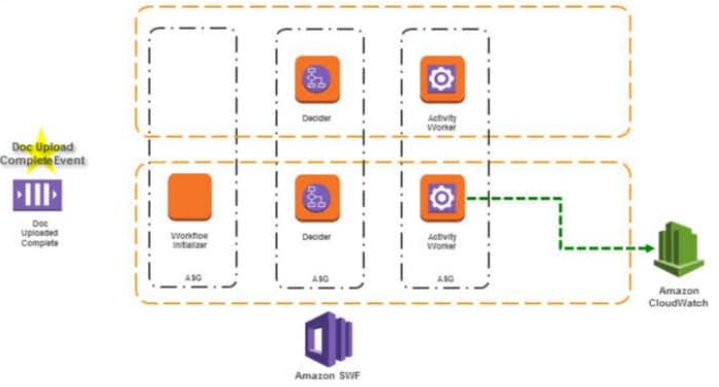 Decider
Activity
Worker
Doc Upload
Complete Event
Doc
Uploaded
Complete
Workflow
Initializer
ASG
Decider
ASG
Activity
Worker
ASG
Amazon
CloudWatch
Amazon SWF